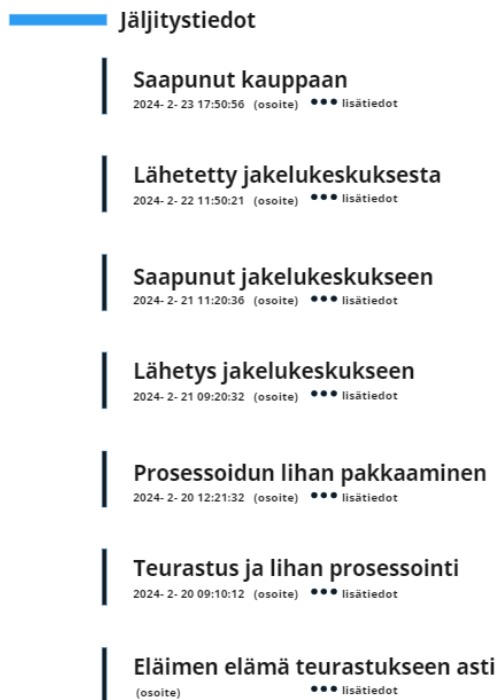 Jäljitystiedot
Saapunut kauppaan
2024- 2- 23 17:50:56 (osoite) ●●● lisätiedot
Lähetetty jakelukeskuksesta
2024- 2- 22 11:50:21 (osoite) ●●● lisätiedot
Saapunut jakelukeskukseen
2024- 2- 21 11:20:36 (osoite) ●●● lisätiedot
Lähetys jakelukeskukseen
2024- 2- 21 09:20:32 (osoite) ●●● lisätiedot
Prosessoidun lihan pakkaaminen
2024- 2- 20 12:21:32 (osoite) ●●● lisätiedot
Teurastus ja lihan prosessointi
2024- 2- 20 09:10:12 (osoite) ●●● lisätiedot
Eläimen elämä teurastukseen asti
(osoite) ●●● lisätiedot